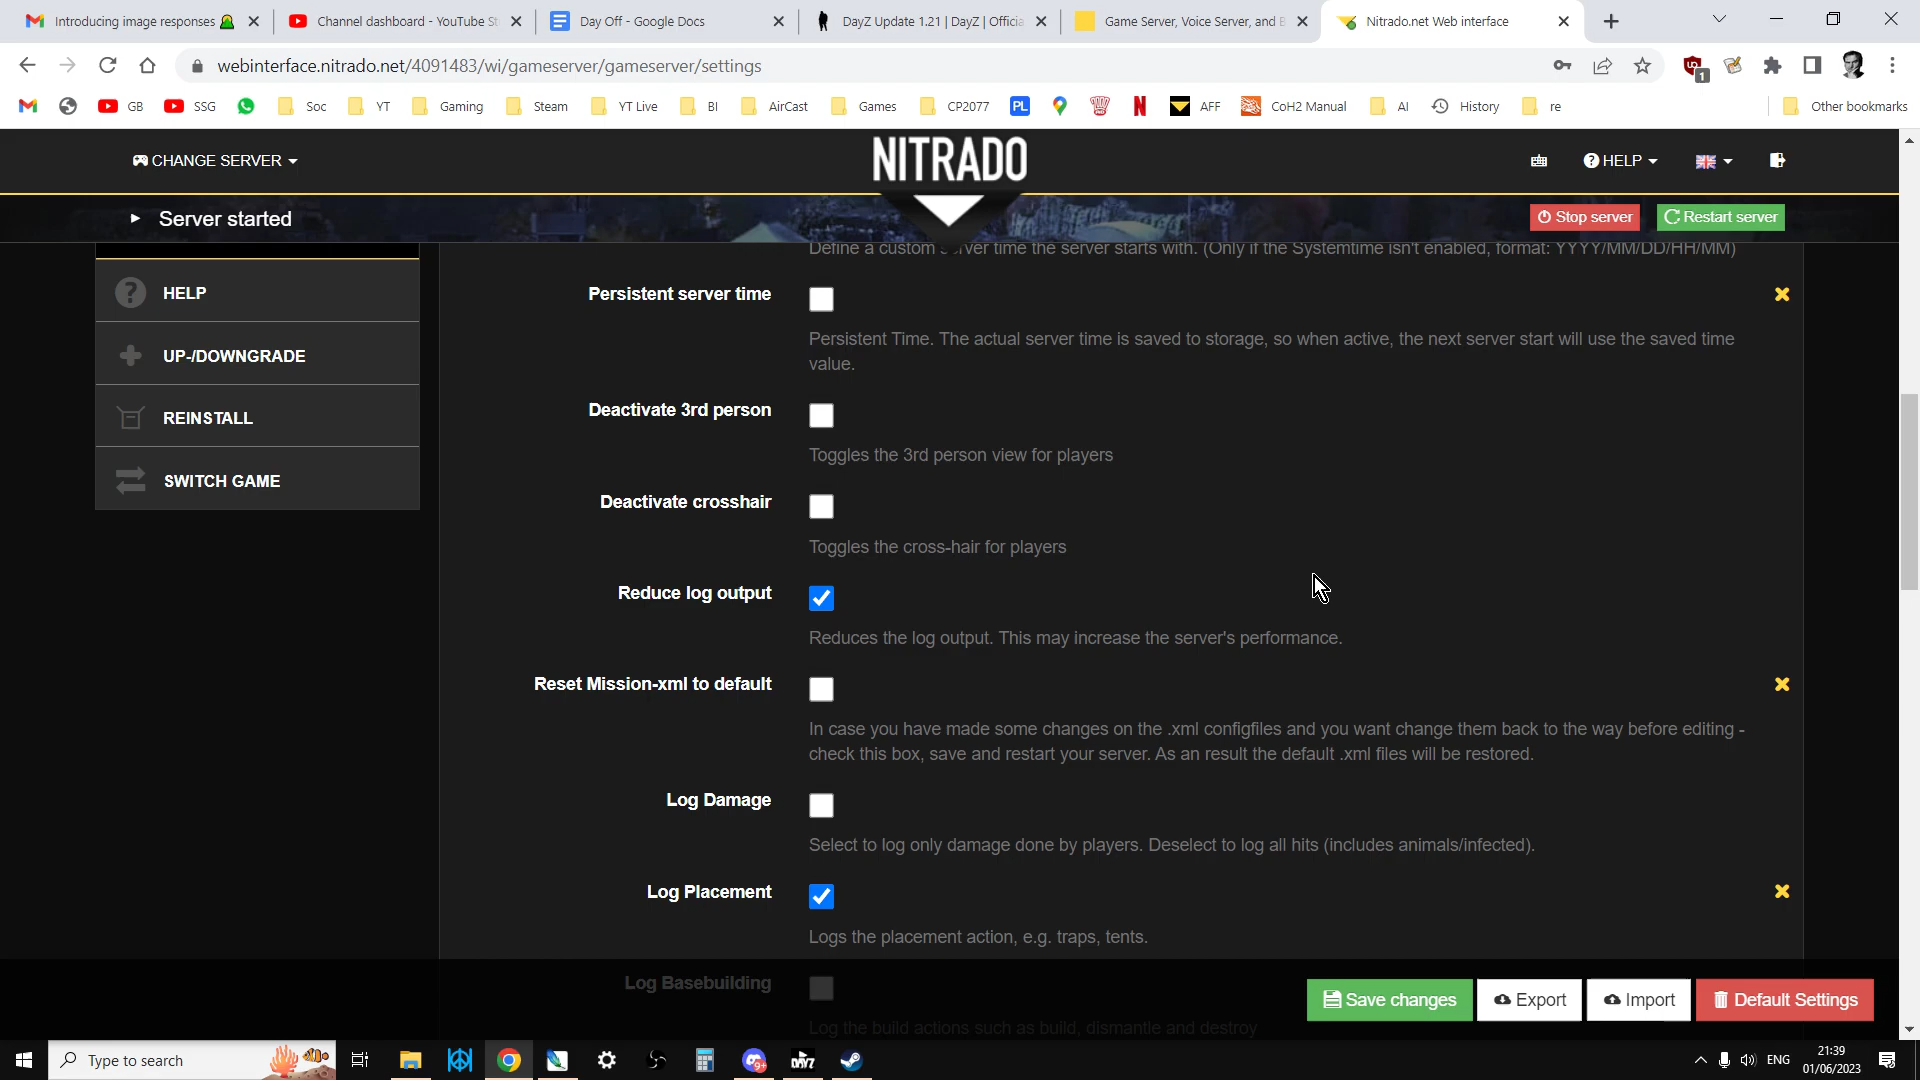 Introducing image responses
Channel dashboard - YouTube St
Day Off - Google Docs
DayZ Update 1.21 | DayZ | Officia
Game Server, Voice Server, and B
Nitrado.net Web interface
webinterface.nitrado.net/4091483/wi/gameserver/gameserver/settings
1
GB
SSG
Soc
YT
Gaming
Steam
YT Live
BI
AirCast
Games
CP2077
PL
AFF
CoH2 Manual
AI
History
re
Other bookmarks
CHANGE SERVER
NITRADO
HELP
Server started
Stop server
Restart server
Define a custom server time the server starts with. (Only if the Systemtime isn't enabled, format: YYYY/MM/DD/HH/MM)
HELP
UP-/DOWNGRADE
REINSTALL
SWITCH GAME
Persistent server time
Persistent Time. The actual server time is saved to storage, so when active, the next server start will use the saved time
value.
Deactivate 3rd person
Toggles the 3rd person view for players
Deactivate crosshair
Toggles the cross-hair for players
Reduce log output
Reduces the log output. This may increase the server's performance.
Reset Mission-xml to default
In case you have made some changes on the .xml configfiles and you want change them back to the way before editing -
check this box, save and restart your server. As an result the default .xml files will be restored.
Log Damage
Select to log only damage done by players. Deselect to log all hits (includes animals/infected).
Log Placement
Logs the placement action, e.g. traps, tents.
Log Basebuilding
Log the build actions such as build, dismantle and destroy
Save changes
Export
Import
Default Settings
Type to search
9+
DAYZ
ENG
21:39
01/06/2023